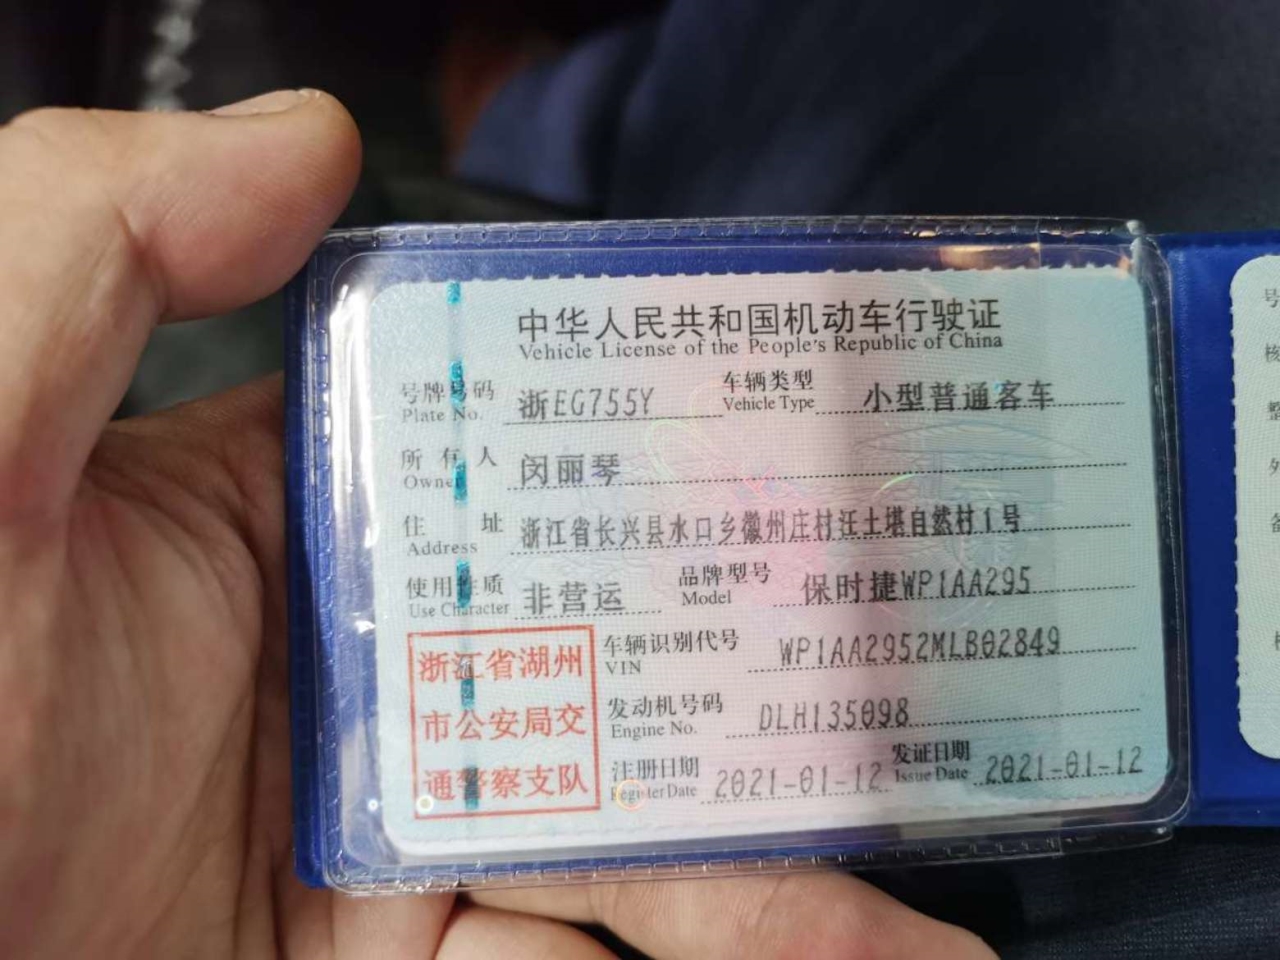 中华人民共和国机动车行驶证
Vehicle License of the People's Republic of China
号牌号码 浙EG755Y 车辆类型 小型普通客车
Plate No. Vehicle Type
所有人 闵丽琴
Owner
住址 浙江省长兴县水口乡徽州庄村汪土堪自然村1号
Address
使用性质 非营运 品牌型号 保时捷WP1AA295
Use Character Model
浙江省湖州
市公安局交
通警察支队
车辆识别代号 WP1AA2952MLB02849
VIN
发动机号码 DLH135098
Engine No.
注册日期 2021-01-12 发证日期 2021-01-12
Register Date Issue Date
号
核
整
外